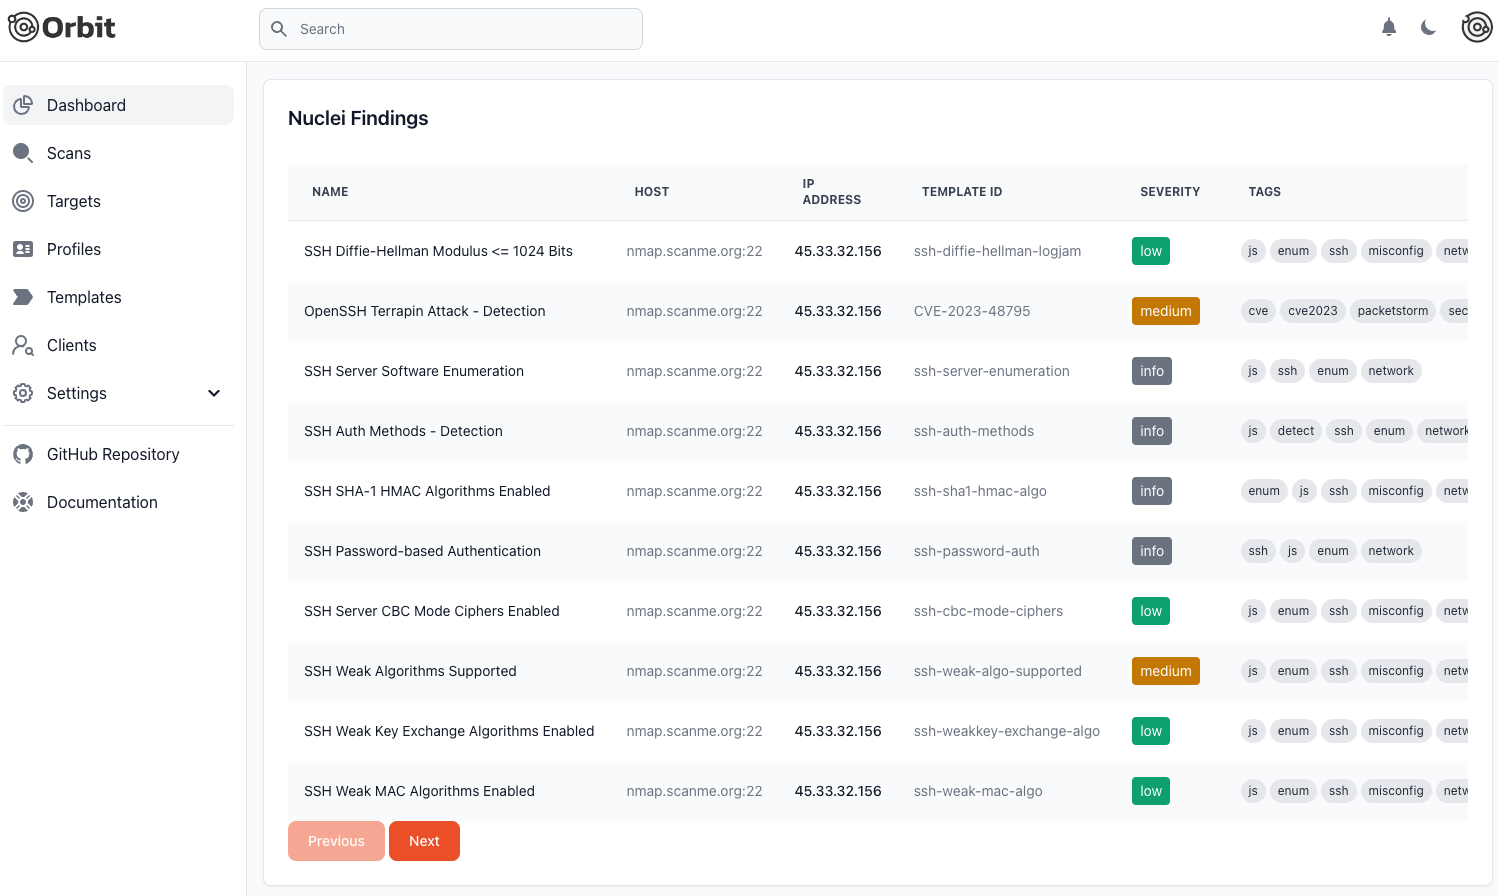 Orbit
Search
Dashboard
Scans
Targets
Profiles
Templates
Clients
Settings
GitHub Repository
Documentation
Nuclei Findings
NAME HOST IP ADDRESS TEMPLATE ID SEVERITY TAGS
SSH Diffie-Hellman Modulus <= 1024 Bits nmap.scanme.org:22 45.33.32.156 ssh-diffie-hellman-logjam low js enum ssh misconfig netw
OpenSSH Terrapin Attack - Detection nmap.scanme.org:22 45.33.32.156 CVE-2023-48795 medium cve cve2023 packetstorm sec
SSH Server Software Enumeration nmap.scanme.org:22 45.33.32.156 ssh-server-enumeration info js ssh enum network
SSH Auth Methods - Detection nmap.scanme.org:22 45.33.32.156 ssh-auth-methods info js detect ssh enum network
SSH SHA-1 HMAC Algorithms Enabled nmap.scanme.org:22 45.33.32.156 ssh-sha1-hmac-algo info enum js ssh misconfig netw
SSH Password-based Authentication nmap.scanme.org:22 45.33.32.156 ssh-password-auth info ssh js enum network
SSH Server CBC Mode Ciphers Enabled nmap.scanme.org:22 45.33.32.156 ssh-cbc-mode-ciphers low js enum ssh misconfig netw
SSH Weak Algorithms Supported nmap.scanme.org:22 45.33.32.156 ssh-weak-algo-supported medium js enum ssh misconfig netw
SSH Weak Key Exchange Algorithms Enabled nmap.scanme.org:22 45.33.32.156 ssh-weakkey-exchange-algo low js enum ssh misconfig netw
SSH Weak MAC Algorithms Enabled nmap.scanme.org:22 45.33.32.156 ssh-weak-mac-algo low js enum ssh misconfig netw
Previous Next